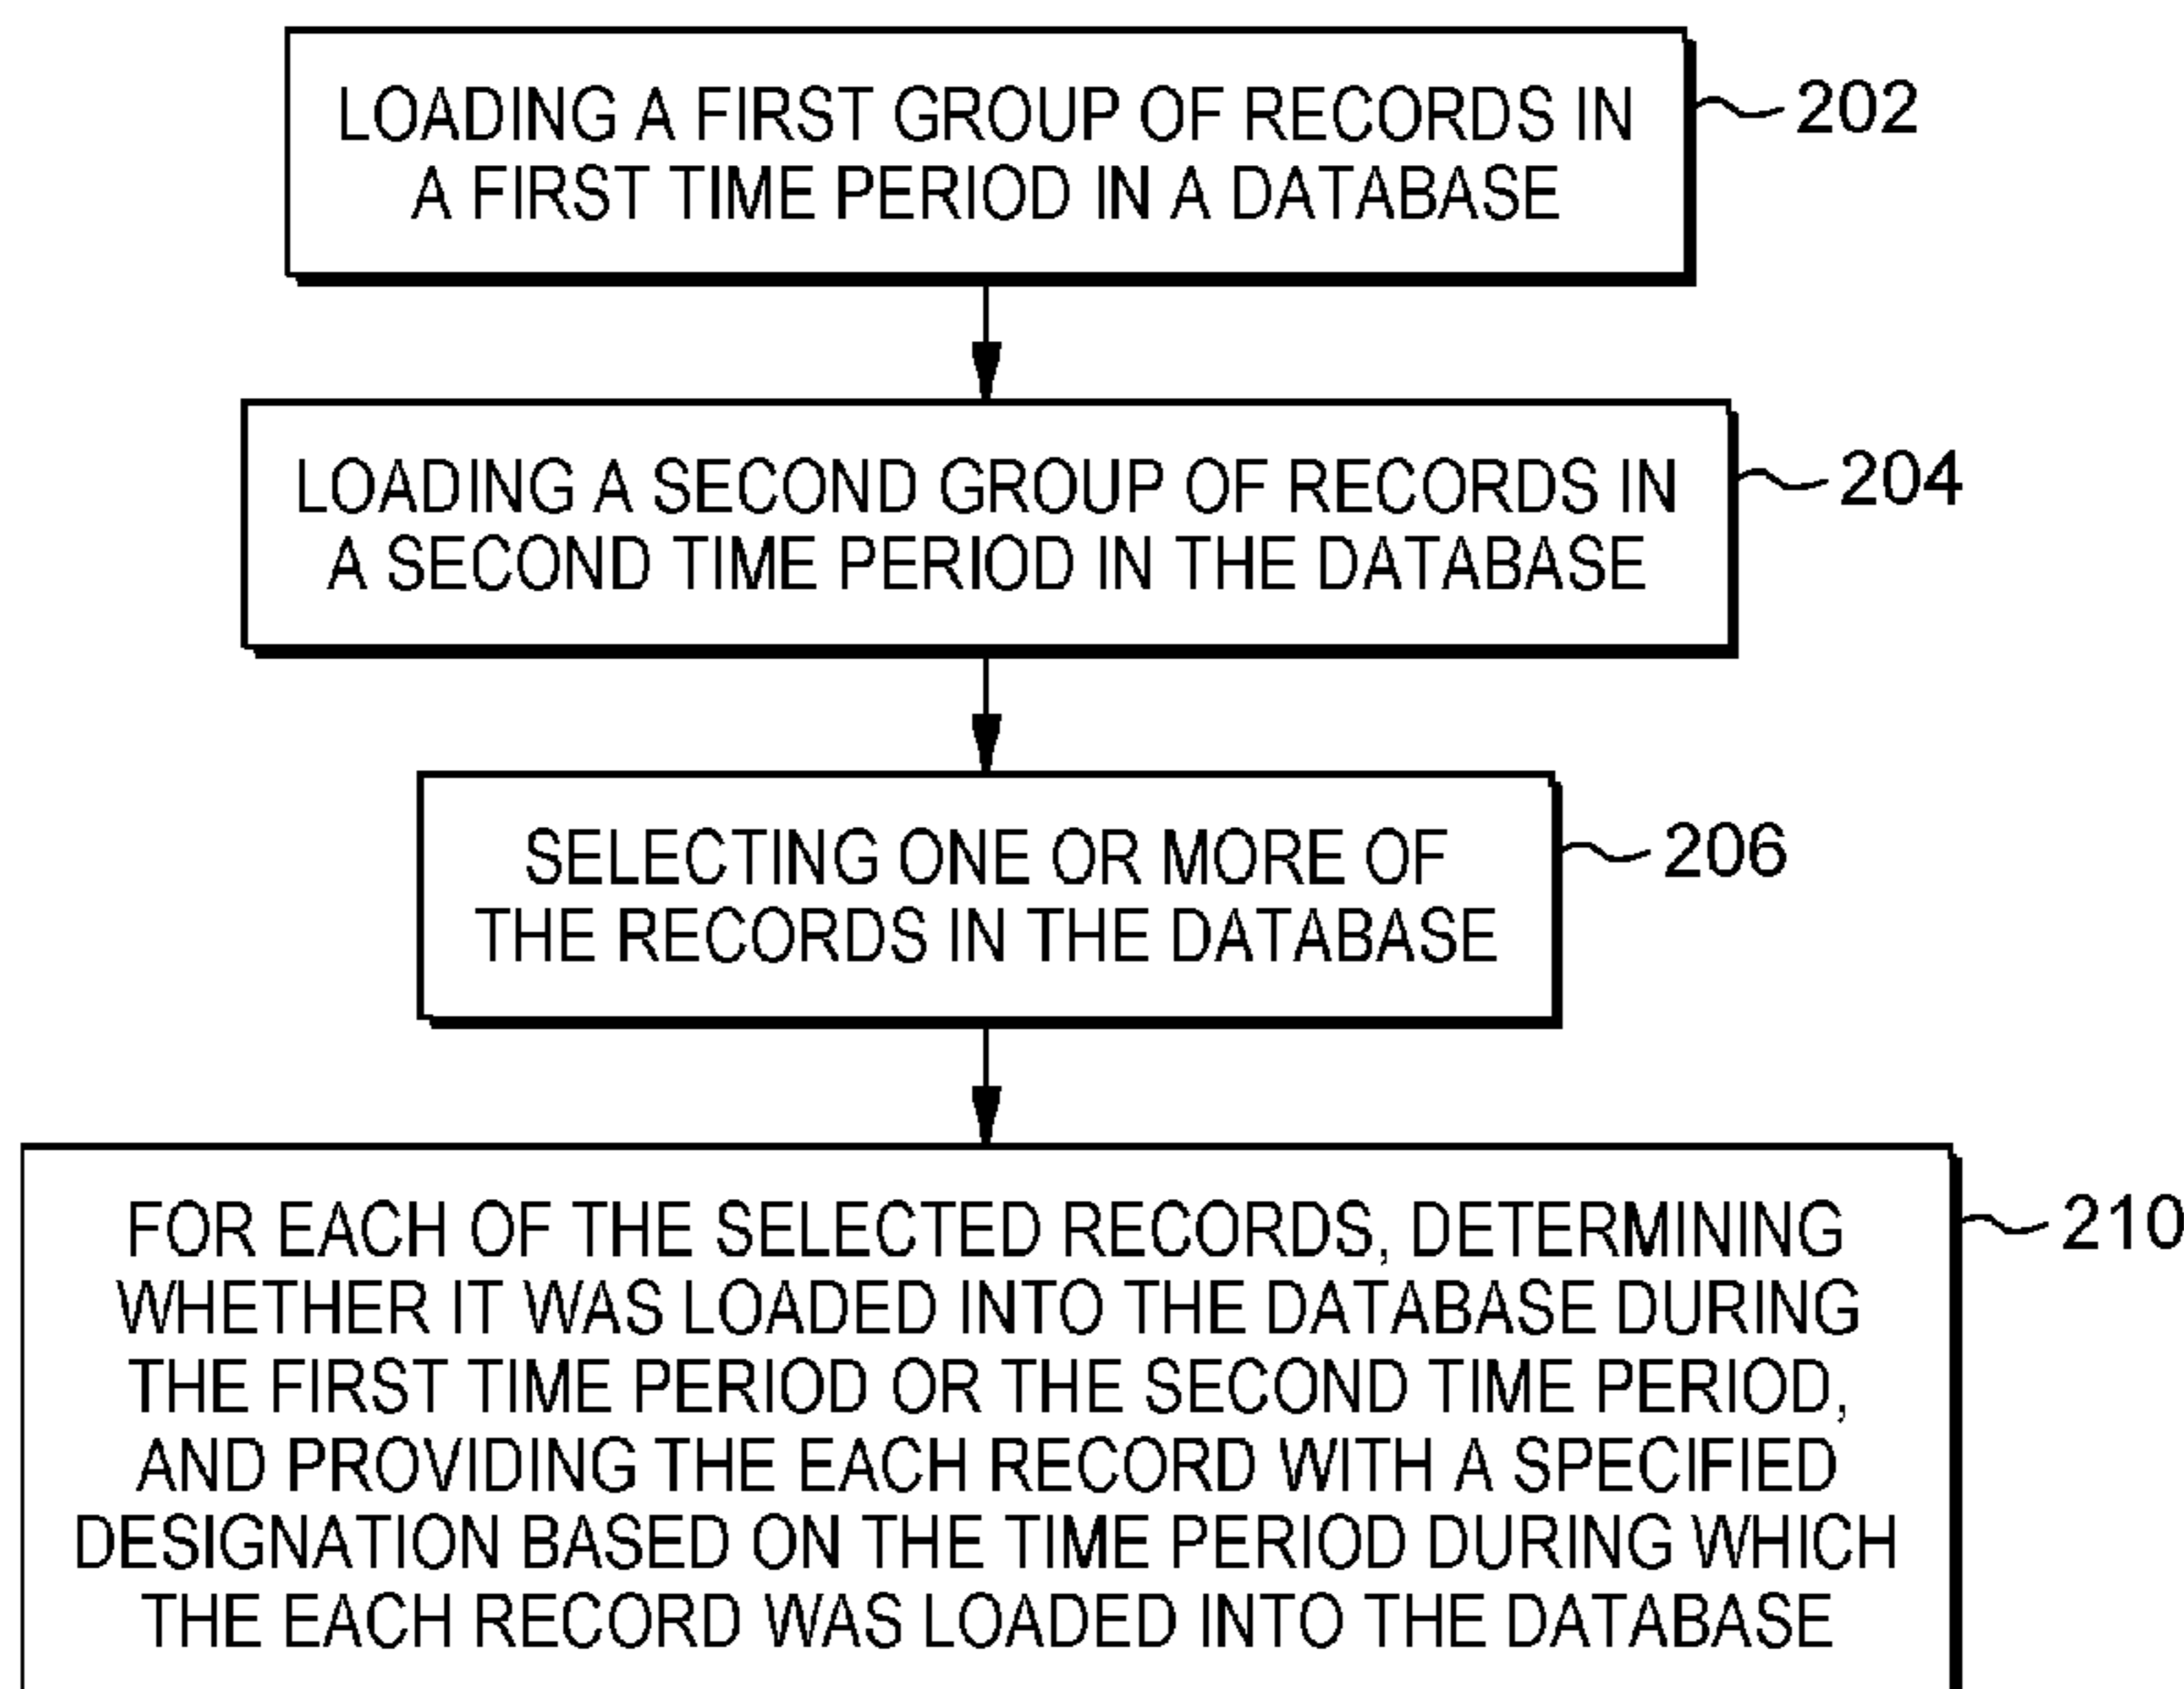 LOADING A FIRST GROUP OF RECORDS IN
A FIRST TIME PERIOD IN A DATABASE
202
LOADING A SECOND GROUP OF RECORDS IN
A SECOND TIME PERIOD IN THE DATABASE
204
SELECTING ONE OR MORE OF
THE RECORDS IN THE DATABASE
206
FOR EACH OF THE SELECTED RECORDS, DETERMINING
WHETHER IT WAS LOADED INTO THE DATABASE DURING
THE FIRST TIME PERIOD OR THE SECOND TIME PERIOD,
AND PROVIDING THE EACH RECORD WITH A SPECIFIED
DESIGNATION BASED ON THE TIME PERIOD DURING WHICH
THE EACH RECORD WAS LOADED INTO THE DATABASE
210